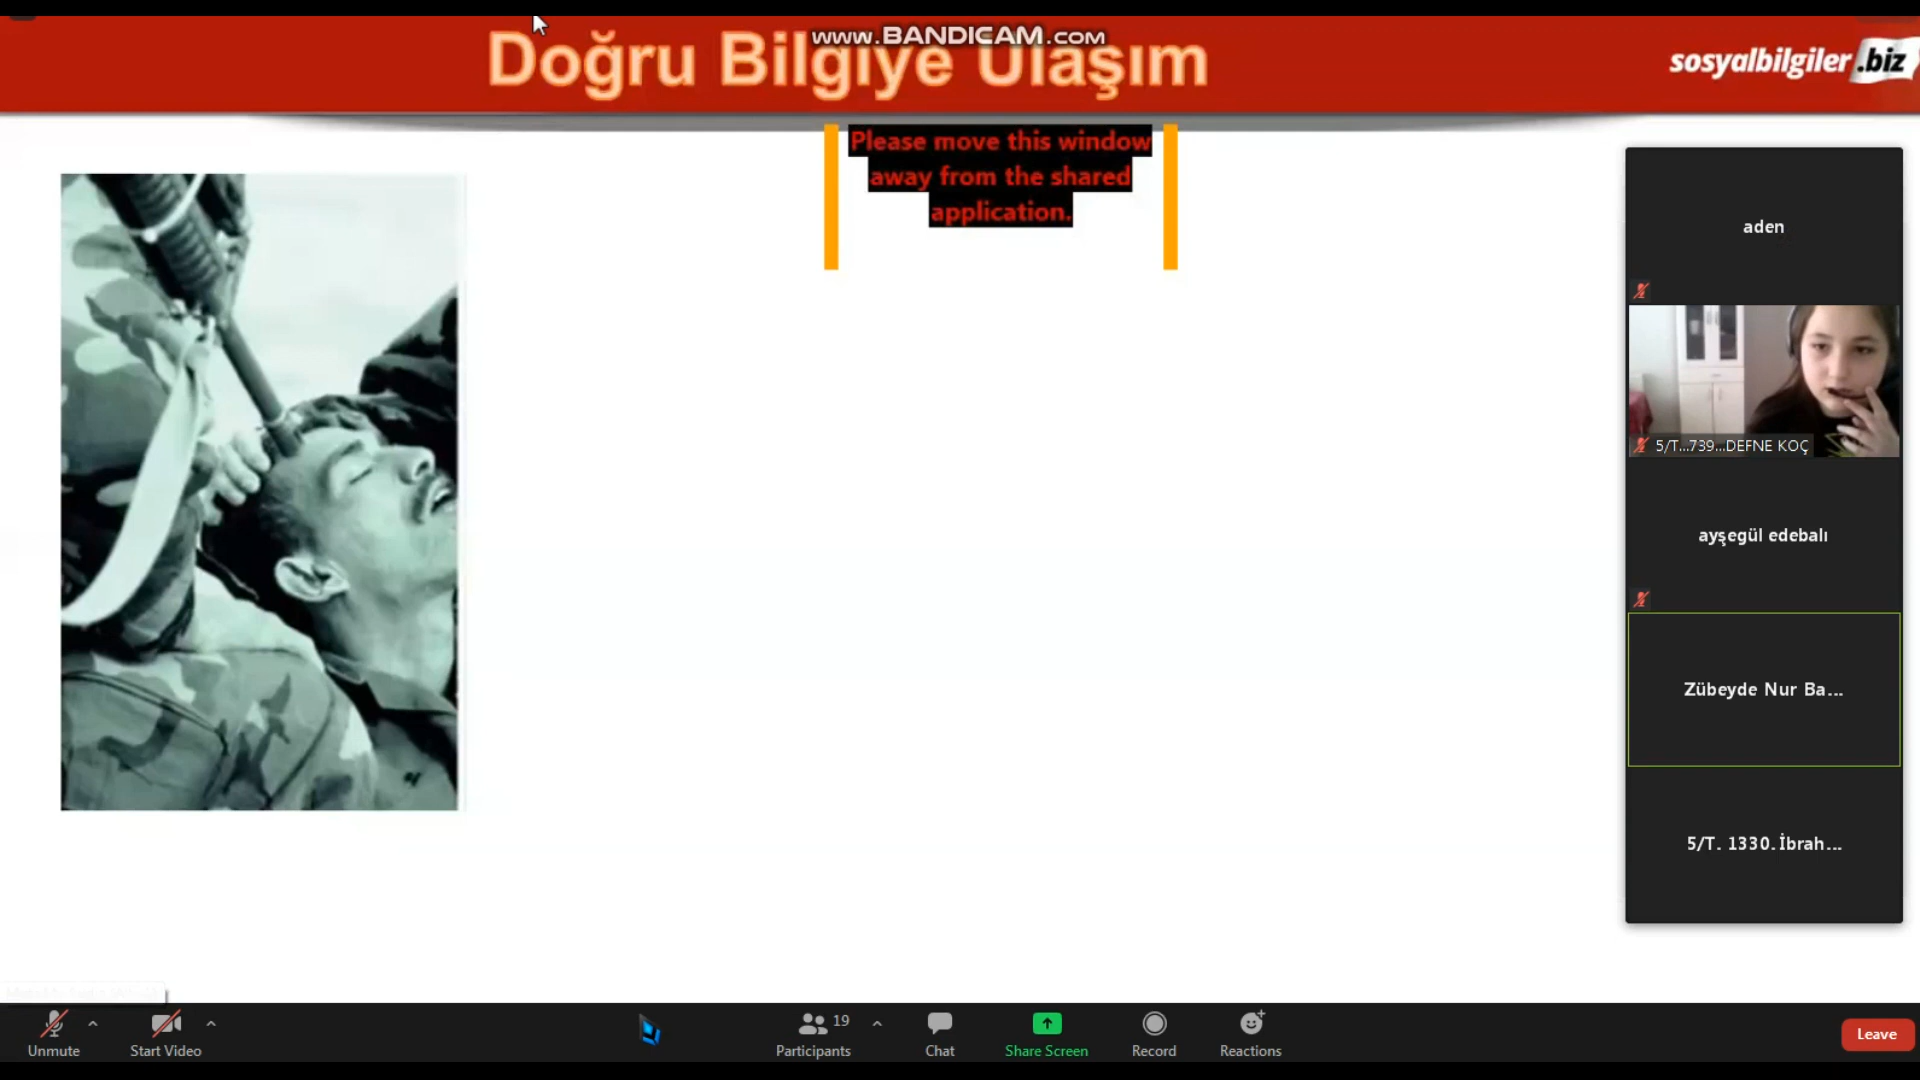 Doğru Bilgiye Ulaşım
www.BANDICAM.com
sosyalbilgiler.biz
Please move this window
away from the shared
application.
aden
5/T...739...DEFNE KOÇ
ayşegül edebalı
Zübeyde Nur Ba...
5/T. 1330.İbrah...
Unmute
Start Video
19
Participants
Chat
Share Screen
Record
Reactions
Leave